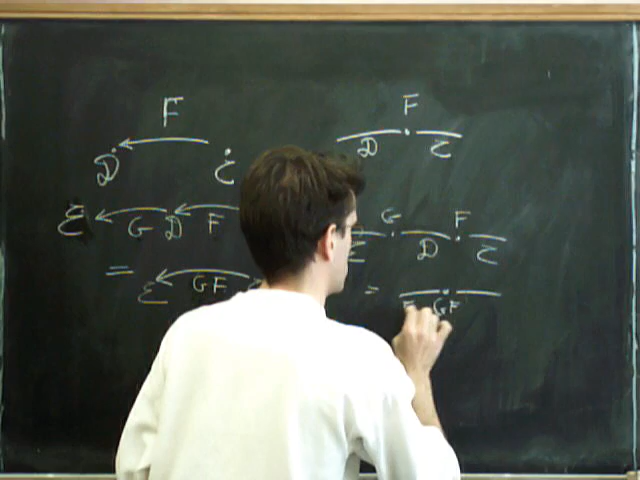 F
D C
E G D F
= E GF
F
D C
E G D F C
= E GF